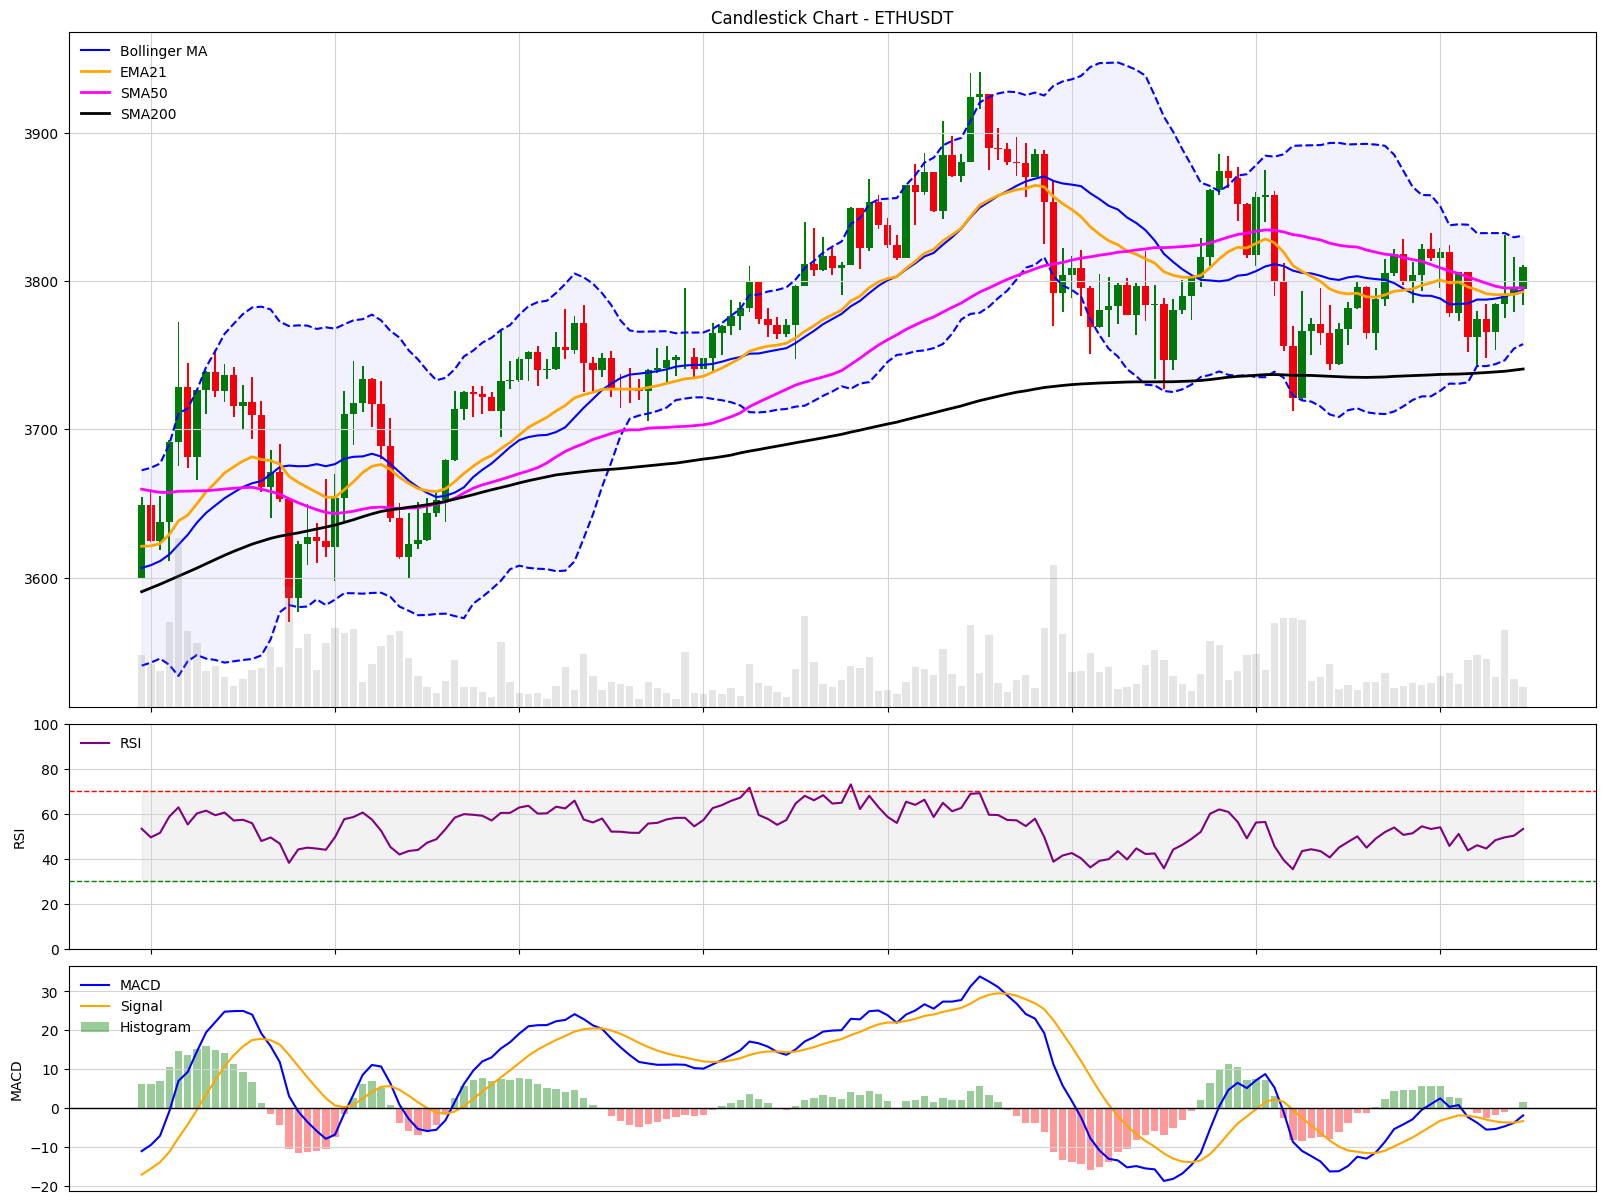 Candlestick Chart - ETHUSDT
Bollinger MA
EMA21
SMA50
SMA200
3900
3800
3700
3600
100
80
60
40
20
0
RSI
RSI
30
20
10
0
−10
−20
MACD
MACD
Signal
Histogram